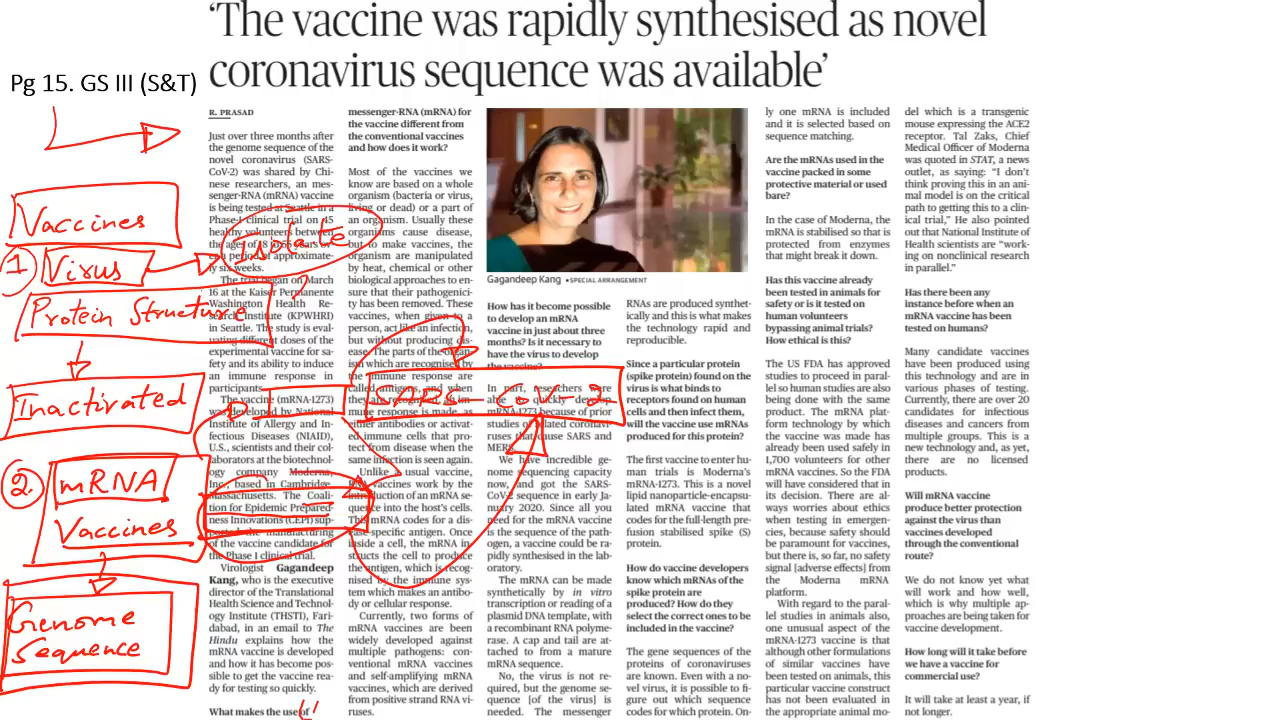 ‘The vaccine was rapidly synthesised as novel
coronavirus sequence was available’
Pg 15. GS III (S&T)
Vaccines
1 Virus
Protein Structure
Inactivated
2 mRNA
Vaccines
Genome
Sequence
SARS-CoV-2
R. PRASAD
Just over three months after
the genome sequence of the
novel coronavirus (SARS-
CoV-2) was shared by Chi-
nese researchers, an mes-
senger-RNA (mRNA) vaccine
is being tested at Seattle in a
Phase-I clinical trial on 45
healthy volunteers between
the ages of 18 to 55 years
period of approximate-
ly six weeks.
The trial began on March
16 at the Kaiser Permanente
Washington Health Re-
search Institute (KPWHRI)
in Seattle. The study is eval-
uating different doses of the
experimental vaccine for sa-
fety and its ability to induce
an immune response in
participants.
The vaccine (mRNA-1273)
was developed by National
Institute of Allergy and In-
fectious Diseases (NIAID),
U.S., scientists and their col-
laborators at the biotechnol-
ogy company Moderna,
Inc., based in Cambridge,
Massachusetts. The Coali-
tion for Epidemic Prepared-
ness Innovations (CEPI) sup-
ported the manufacturing
of the vaccine candidate for
the Phase I clinical trial.
Virologist Gagandeep
Kang, who is the executive
director of the Translational
Health Science and Technol-
ogy Institute (THSTI), Fari-
dabad, in an email to The
Hindu explains how the
mRNA vaccine is developed
and how it has become pos-
sible to get the vaccine rea-
dy for testing so quickly.
What makes the use of
messenger-RNA (mRNA) for
the vaccine different from
the conventional vaccines
and how does it work?
Most of the vaccines we
know are based on a whole
organism (bacteria or virus,
living or dead) or a part of
an organism. Usually these
organisms cause disease,
but to make vaccines, the
organism are manipulated
by heat, chemical or other
biological approaches to en-
sure that their pathogenici-
ty has been removed. These
vaccines, when given to a
person, act like an infection,
but without producing dis-
ease. The parts of the organ-
ism which are recognised by
the immune response are
called antigens, and when
they are recognised, an im-
mune response is made, as
either antibodies or activat-
ed immune cells that pro-
tect from disease when the
same infection is seen again.
Unlike a usual vaccine,
RNA vaccines work by the
introduction of an mRNA se-
quence into the host’s cells.
This mRNA codes for a dis-
ease-specific antigen. Once
inside a cell, the mRNA in-
structs the cell to produce
the antigen, which is recog-
nised by the immune sys-
tem which makes an antibo-
dy or cellular response.
Currently, two forms of
mRNA vaccines have been
widely developed against
multiple pathogens: con-
ventional mRNA vaccines
and self-amplifying mRNA
vaccines, which are derived
from positive strand RNA vi-
ruses.
Gagandeep Kang •SPECIAL ARRANGEMENT
How has it become possible
to develop an mRNA
vaccine in just about three
months? Is it necessary to
have the virus to develop
the vaccine?
In part, researchers were
able to quickly develop
mRNA-1273 because of prior
studies of related coronavi-
ruses that cause SARS and
MERS.
We have incredible ge-
nome sequencing capacity
now, and got the SARS-
CoV-2 sequence in early Ja-
nuary 2020. Since all you
need for the mRNA vaccine
is the sequence of the path-
ogen, a vaccine could be ra-
pidly synthesised in the lab-
oratory.
The mRNA can be made
synthetically by in vitro
transcription or reading of a
plasmid DNA template, with
a recombinant RNA polyme-
rase. A cap and tail are at-
tached to from a mature
mRNA sequence.
No, the virus is not re-
quired, but the genome se-
quence [of the virus] is
needed. The messenger
RNAs are produced synthet-
ically and this is what makes
the technology rapid and
reproducible.
Since a particular protein
(spike protein) found on the
virus is what binds to
receptors found on human
cells and then infect them,
will the vaccine use mRNAs
produced for this protein?
The first vaccine to enter hu-
man trials is Moderna’s
mRNA-1273. This is a novel
lipid nanoparticle-encapsu-
lated mRNA vaccine that
codes for the full-length pre-
fusion stabilised spike (S)
protein.
How do vaccine developers
know which mRNAs of the
spike protein are
produced? How do they
select the correct ones to
be included in the vaccine?
The gene sequences of the
proteins of coronaviruses
are known. Even with a no-
vel virus, it is possible to fi-
gure out which sequence
codes for which protein. On-
ly one mRNA is included
and it is selected based on
sequence matching.
Are the mRNAs used in the
vaccine packed in some
protective material or used
bare?
In the case of Moderna, the
mRNA is stabilised so that is
protected from enzymes
that might break it down.
Has this vaccine already
been tested in animals for
safety or is it tested on
human volunteers
bypassing animal trials?
How ethical is this?
The US FDA has approved
studies to proceed in paral-
lel so human studies are also
being done with the same
product. The mRNA plat-
form technology by which
the vaccine was made has
already been used safely in
1,700 volunteers for other
mRNA vaccines. So the FDA
will have considered that in
its decision. There are al-
ways worries about ethics
when testing in emergen-
cies, because safety should
be paramount for vaccines,
but there is, so far, no safety
signal [adverse effects] from
the Moderna mRNA
platform.
With regard to the paral-
lel studies in animals also,
one unusual aspect of the
mRNA-1273 vaccine is that
although other formulations
of similar vaccines have
been tested on animals, this
particular vaccine construct
has not been evaluated in
the appropriate animal mo-
del which is a transgenic
mouse expressing the ACE2
receptor. Tal Zaks, Chief
Medical Officer of Moderna
was quoted in STAT, a news
outlet, as saying: “I don’t
think proving this in an ani-
mal model is on the critical
path to getting this to a clin-
ical trial,” He also pointed
out that National Institute of
Health scientists are “work-
ing on nonclinical research
in parallel.”
Has there been any
instance before when an
mRNA vaccine has been
tested on humans?
Many candidate vaccines
have been produced using
this technology and are in
various phases of testing.
Currently, there are over 20
candidates for infectious
diseases and cancers from
multiple groups. This is a
new technology and, as yet,
there are no licensed
products.
Will mRNA vaccine
produce better protection
against the virus than
vaccines developed
through the conventional
route?
We do not know yet what
will work and how well,
which is why multiple ap-
proaches are being taken for
vaccine development.
How long will it take before
we have a vaccine for
commercial use?
It will take at least a year, if
not longer.